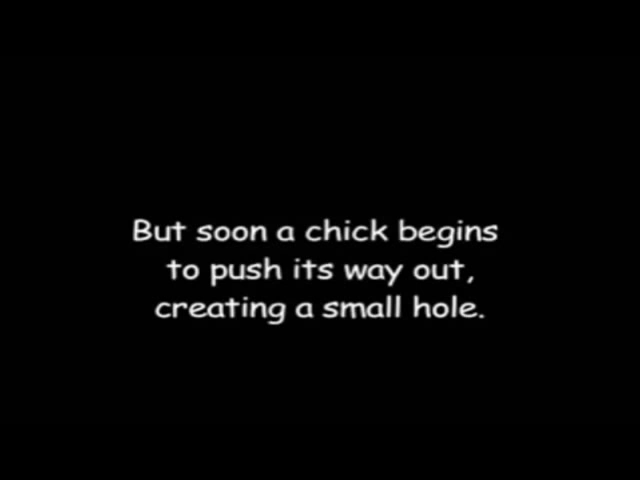 But soon a chick begins
to push its way out,
creating a small hole.